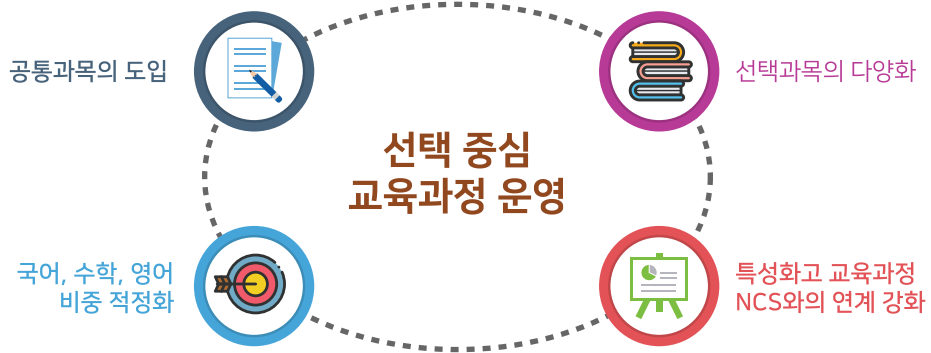 공통과목의 도입
선택과목의 다양화
선택 중심
교육과정 운영
국어, 수학, 영어
비중 적정화
특성화고 교육과정
NCS와의 연계 강화